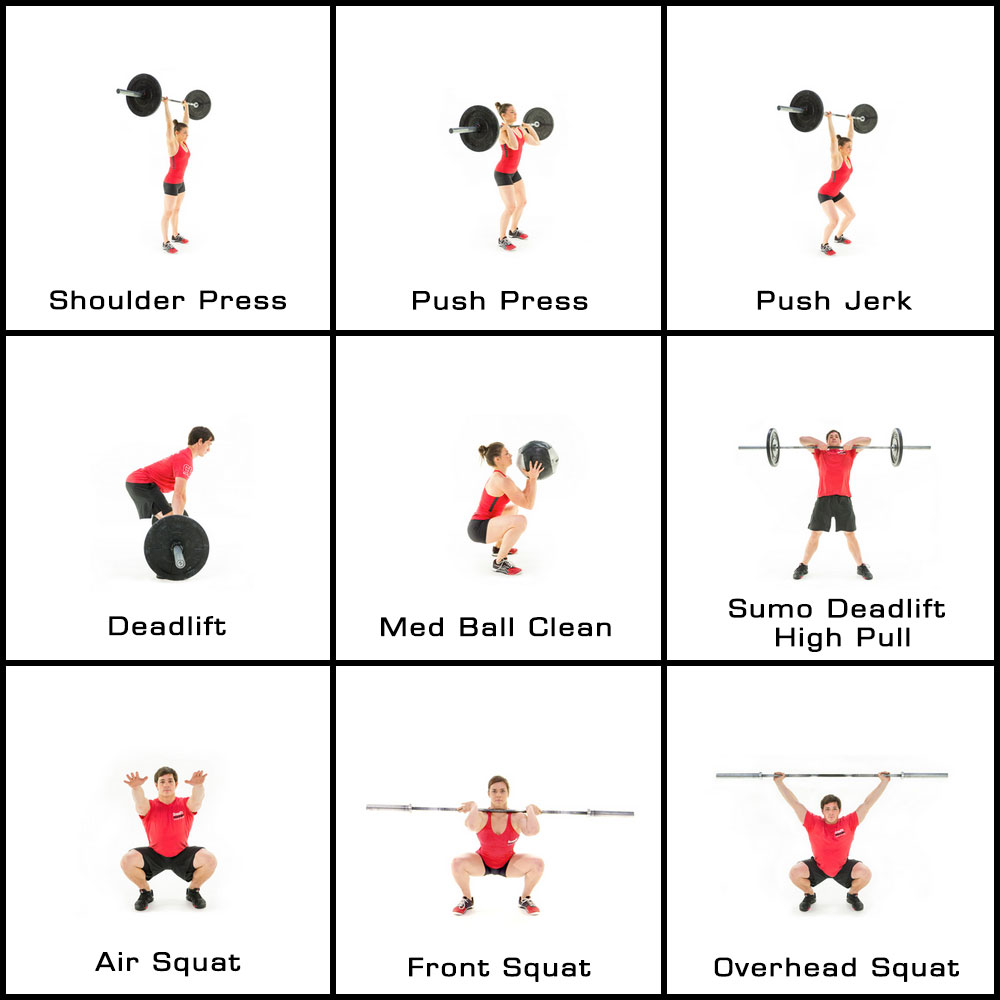 Shoulder Press
Push Press
Push Jerk
Deadlift
Med Ball Clean
Sumo Deadlift
High Pull
Air Squat
Front Squat
Overhead Squat